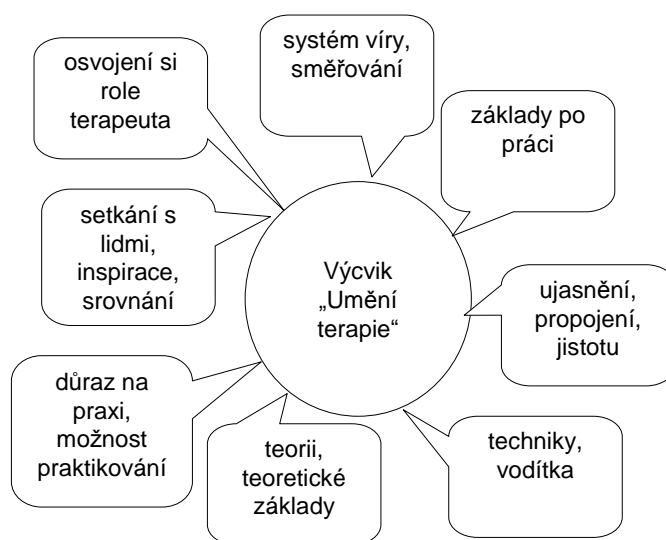 systém víry,
směřování
osvojení si
role
terapeuta
základy po
práci
setkání s
lidmi,
inspirace,
srovnání
Výcvik
„Umění
terapie“
ujasnění,
propojení,
jistotu
důraz na
praxi,
možnost
praktikování
teorii,
teoretické
základy
techniky,
vodítka